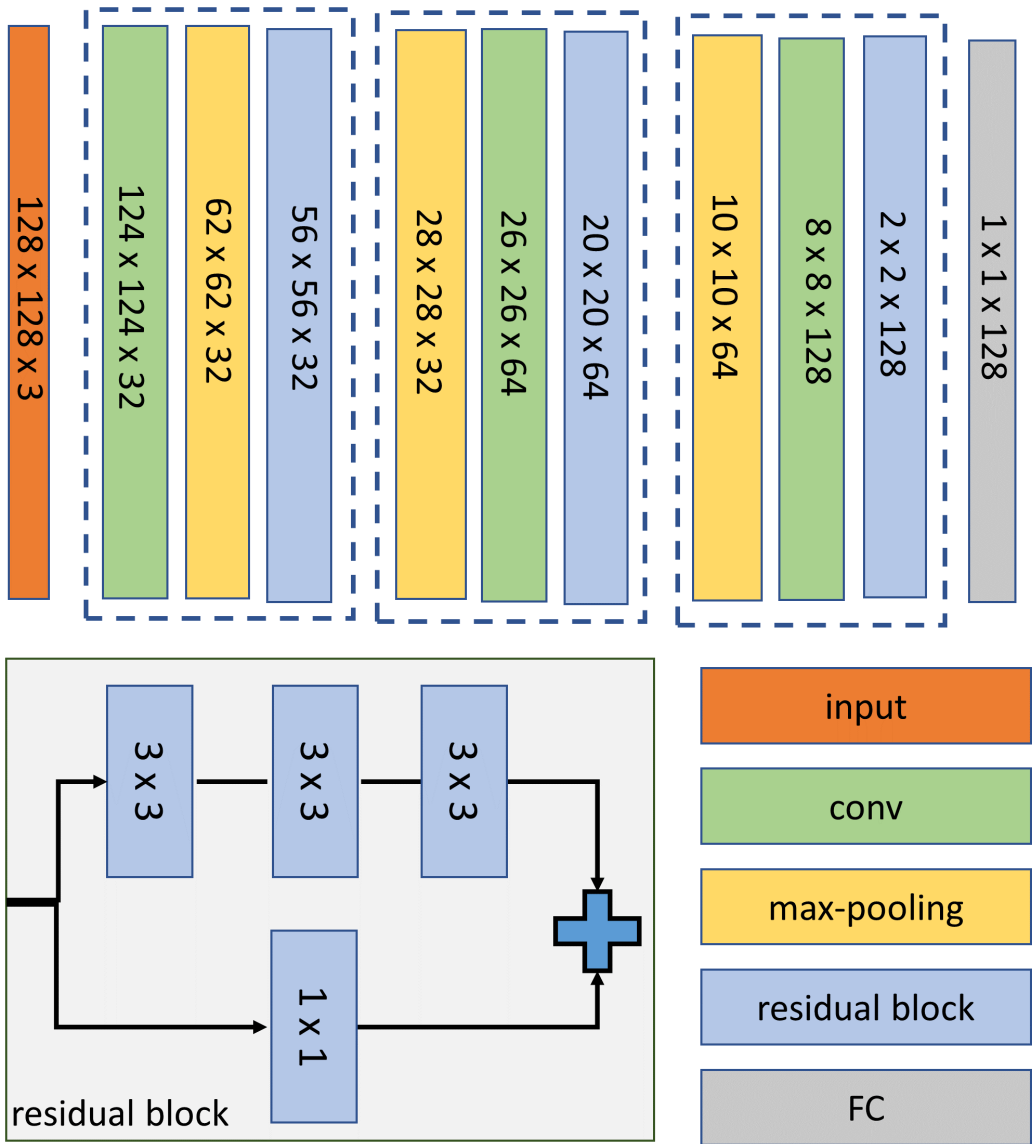 128 x 128 x 3
124 x 124 x 32
62 x 62 x 32
56 x 56 x 32
28 x 28 x 32
26 x 26 x 64
20 x 20 x 64
10 x 10 x 64
8 x 8 x 128
2 x 2 x 128
1 x 1 x 128
3 x 3
3 x 3
3 x 3
1 x 1
residual block
input
conv
max-pooling
residual block
FC